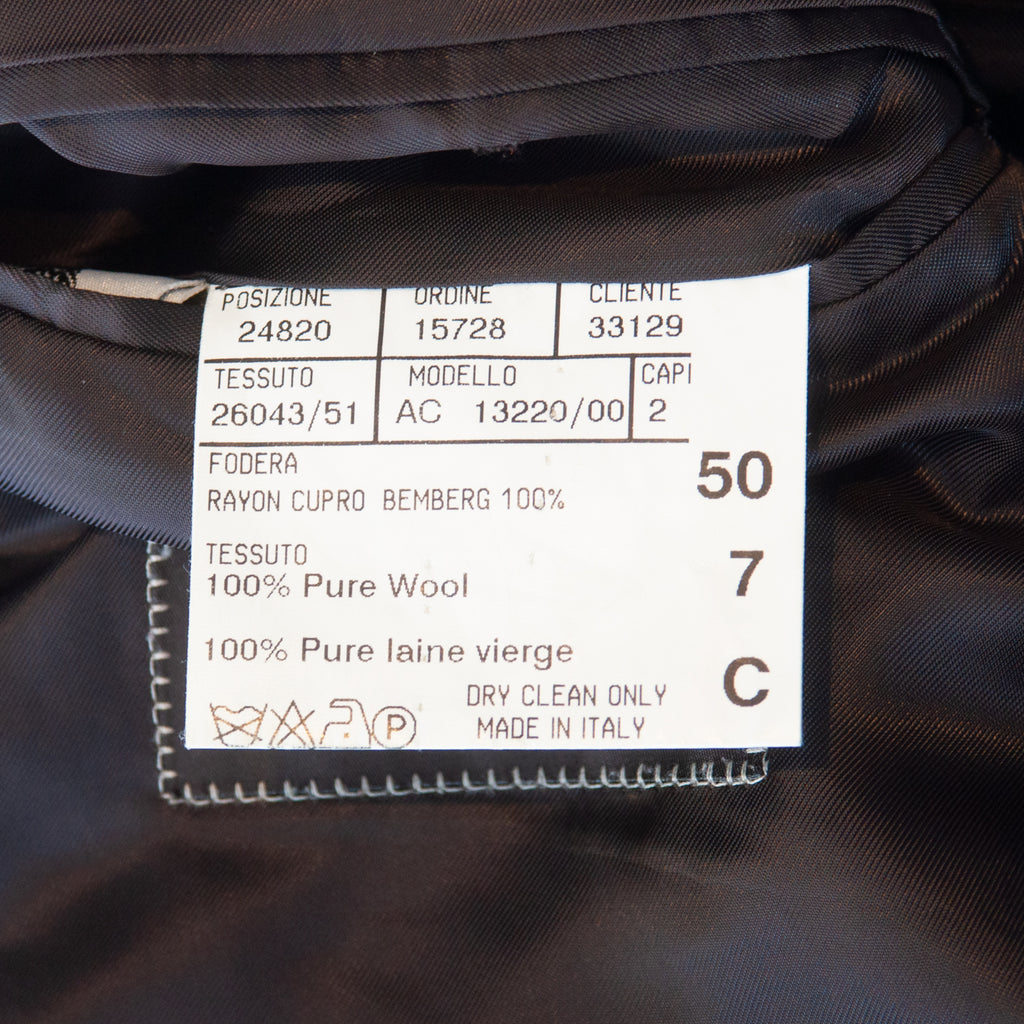 POSIZIONE ORDINE CLIENTE
24820 15728 33129
TESSUTO MODELLO CAPI
26043/51 AC 13220/00 2
FODERA
50
RAYON CUPRO BEMBERG 100%
TESSUTO
7
100% Pure Wool
100% Pure laine vierge
C
DRY CLEAN ONLY
P
MADE IN ITALY